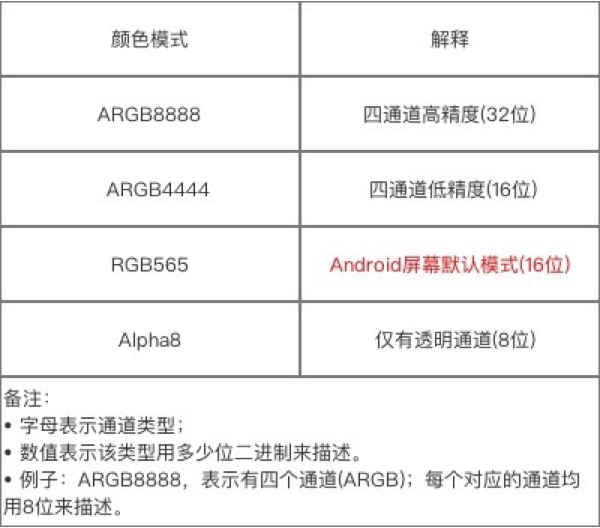 颜色模式 解释
ARGB8888 四通道高精度(32位)
ARGB4444 四通道低精度(16位)
RGB565 Android屏幕默认模式(16位)
Alpha8 仅有透明通道(8位)
备注：
• 字母表示通道类型；
• 数值表示该类型用多少位二进制来描述。
• 例子：ARGB8888，表示有四个通道(ARGB)；每个对应的通道均
用8位来描述。